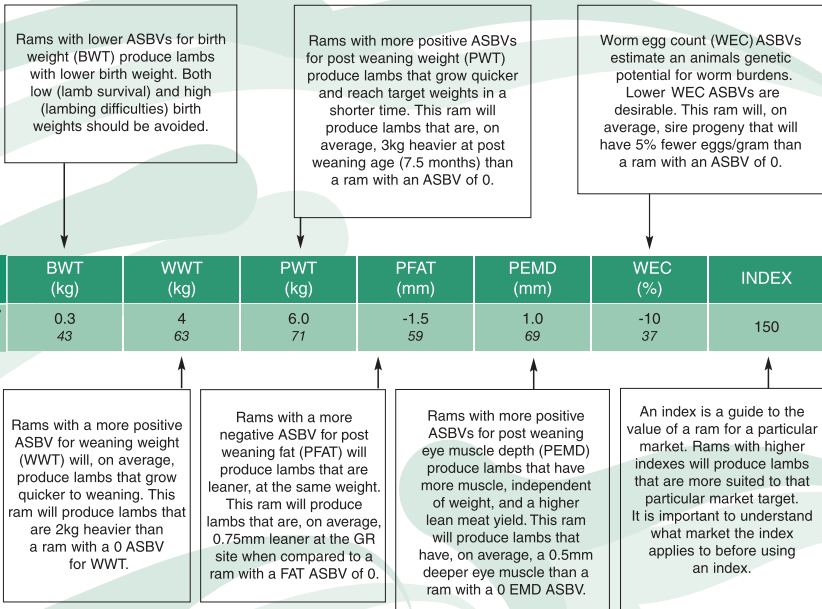 Rams with lower ASBVs for birth
weight (BWT) produce lambs
with lower birth weight. Both
low (lamb survival) and high
(lambing difficulties) birth
weights should be avoided.
Rams with more positive ASBVs
for post weaning weight (PWT)
produce lambs that grow quicker
and reach target weights in a
shorter time. This ram will
produce lambs that are, on
average, 3kg heavier at post
weaning age (7.5 months) than
a ram with an ASBV of 0.
Worm egg count (WEC) ASBVs
estimate an animals genetic
potential for worm burdens.
Lower WEC ASBVs are
desirable. This ram will, on
average, sire progeny that will
have 5% fewer eggs/gram than
a ram with an ASBV of 0.
BWT WWT PWT PFAT PEMD WEC INDEX
(kg) (kg) (kg) (mm) (mm) (%)
0.3 4 6.0 -1.5 1.0 -10 150
43 63 71 59 69 37
Rams with a more positive
ASBV for weaning weight
(WWT) will, on average,
produce lambs that grow
quicker to weaning. This
ram will produce lambs that
are 2kg heavier than
a ram with a 0 ASBV
for WWT.
Rams with a more
negative ASBV for post
weaning fat (PFAT) will
produce lambs that are
leaner, at the same weight.
This ram will produce
lambs that are, on average,
0.75mm leaner at the GR
site when compared to a
ram with a FAT ASBV of 0.
Rams with more positive
ASBVs for post weaning
eye muscle depth (PEMD)
produce lambs that have
more muscle, independent
of weight, and a higher
lean meat yield. This ram
will produce lambs that
have, on average, a 0.5mm
deeper eye muscle than a
ram with a 0 EMD ASBV.
An index is a guide to the
value of a ram for a particular
market. Rams with higher
indexes will produce lambs
that are more suited to that
particular market target.
It is important to understand
what market the index
applies to before using
an index.